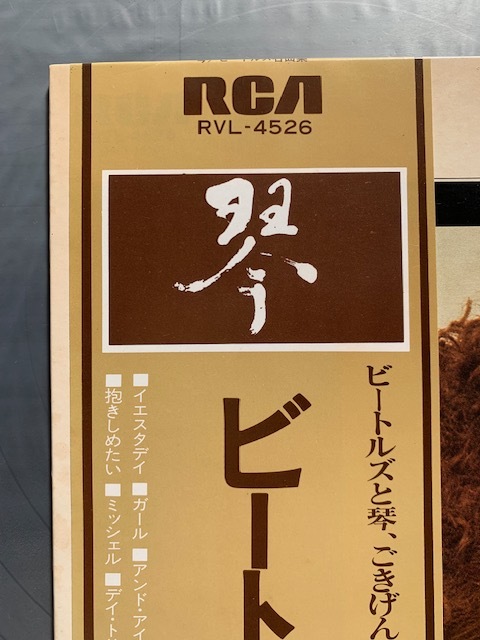 RCA
RVL-4526
琴
ビートルズと琴、ごきげん
ビート
■イエスタデイ ■ガール ■アンド・アイ
■抱きしめたい ■ミッシェル ■デイ・ト